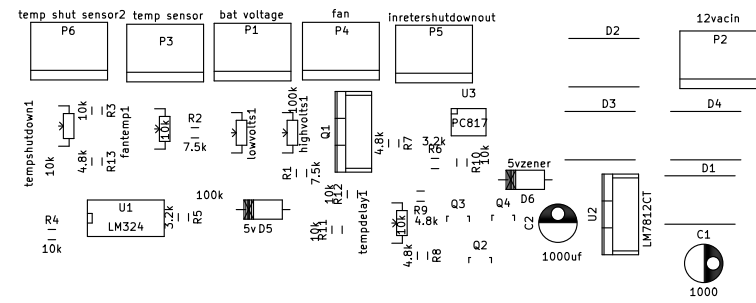 temp shut sensor2
temp sensor
bat voltage
fan
inretershutdownout
12vacin
P6
P3
P1
P4
P5
D2
P2
U3
tempshutdown1
10k
R3
fantemp1
10k
R2
7.5k
lowvolts1
100k
highvolts1
Q1
4.8k
R7
PC817
3.2k
R6
D3
D4
10k
4.8k
R13
R1
7.5k
R10
10k
5vzener
D1
100k
10k
R12
tempdelay1
D6
U1
LM324
3.2k
R5
5v D5
10k
R11
10k
R9
4.8k
Q3
Q4
C2
U2
LM7812CT
R4
10k
4.8k
R8
Q2
1000uf
C1
1000